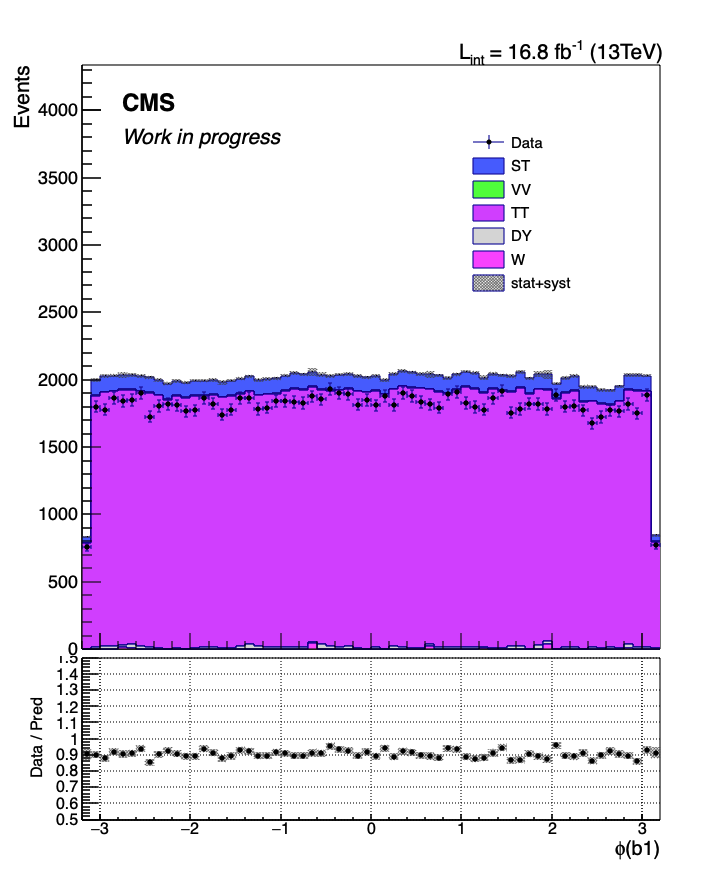 L_int = 16.8 fb^-1 (13TeV)
Events
CMS
Work in progress
Data
ST
VV
TT
DY
W
stat+syst
4000
3500
3000
2500
2000
1500
1000
500
0
Data / Pred
1.5
1.4
1.3
1.2
1.1
1
0.9
0.8
0.7
0.6
0.5
−3 −2 −1 0 1 2 3
ϕ(b1)